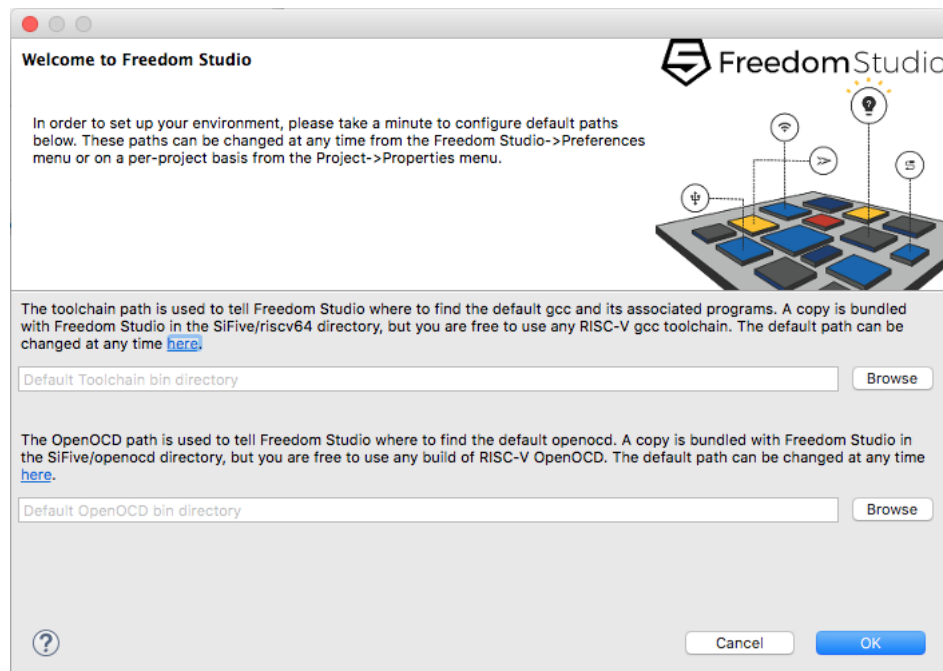 Welcome to Freedom Studio
FreedomStudio
In order to set up your environment, please take a minute to configure default paths
below. These paths can be changed at any time from the Freedom Studio->Preferences
menu or on a per-project basis from the Project->Properties menu.
The toolchain path is used to tell Freedom Studio where to find the default gcc and its associated programs. A copy is bundled
with Freedom Studio in the SiFive/riscv64 directory, but you are free to use any RISC-V gcc toolchain. The default path can be
changed at any time here.
Default Toolchain bin directory
Browse
The OpenOCD path is used to tell Freedom Studio where to find the default openocd. A copy is bundled with Freedom Studio in
the SiFive/openocd directory, but you are free to use any build of RISC-V OpenOCD. The default path can be changed at any time
here.
Default OpenOCD bin directory
Browse
?
Cancel
OK